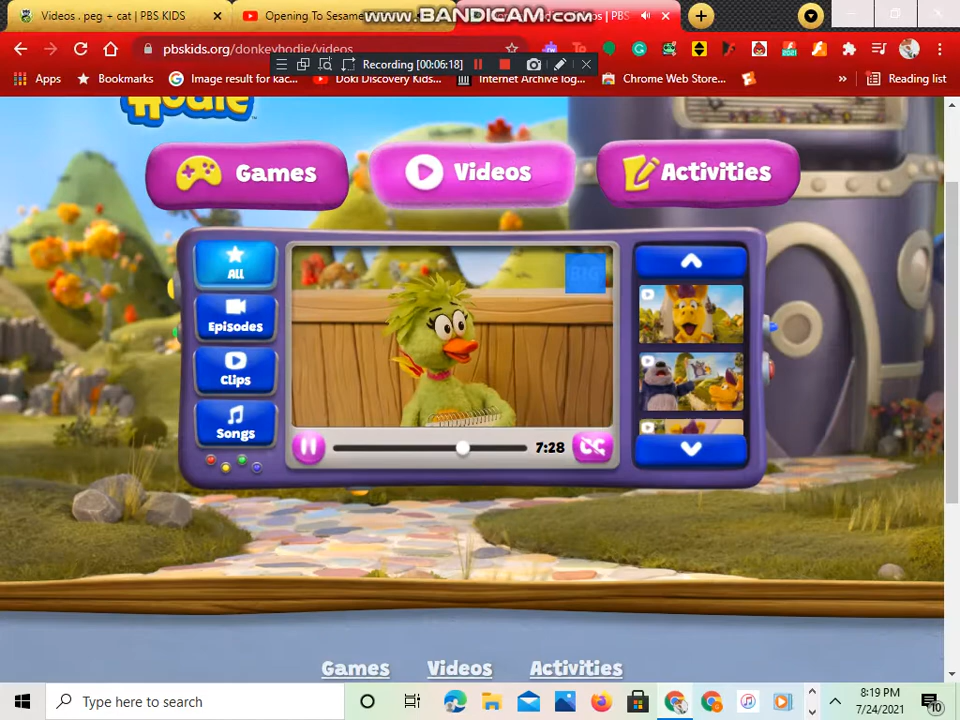 Videos . peg + cat | PBS KIDS
Opening To Sesame
www.BANDICAM.com
| PBS
pbskids.org/donkeyhodie/videos
Recording [00:06:18]
Apps
Bookmarks
Image result for kac...
Doki Discovery Kids...
Internet Archive log...
Chrome Web Store...
»
Reading list
Hodie
Games
Videos
Activities
All
Episodes
Clips
Songs
BIG
7:28
CC
Games
Videos
Activities
Type here to search
8:19 PM
7/24/2021
10